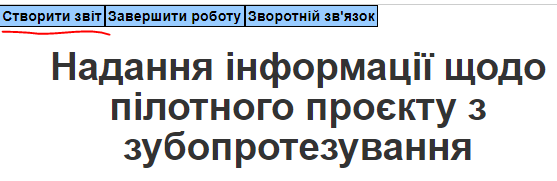 Створити звіт Завершити роботу Зворотній зв'язок
Надання інформації щодо
пілотного проєкту з
зубопротезування